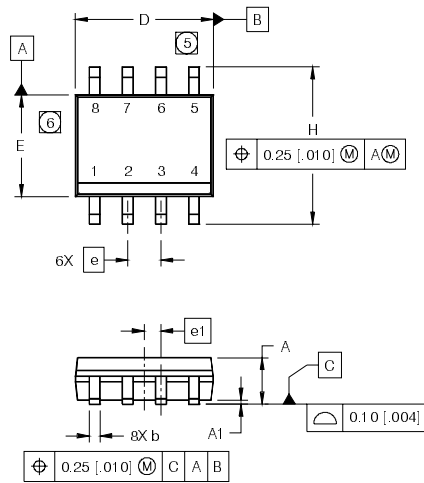 D
B
5
A
8 7 6 5
6
E
H
⌖ 0.25 [.010] Ⓜ A Ⓜ
1 2 3 4
6X e
e1
A
C
A1
⌓ 0.10 [.004]
8X b
⌖ 0.25 [.010] Ⓜ C A B